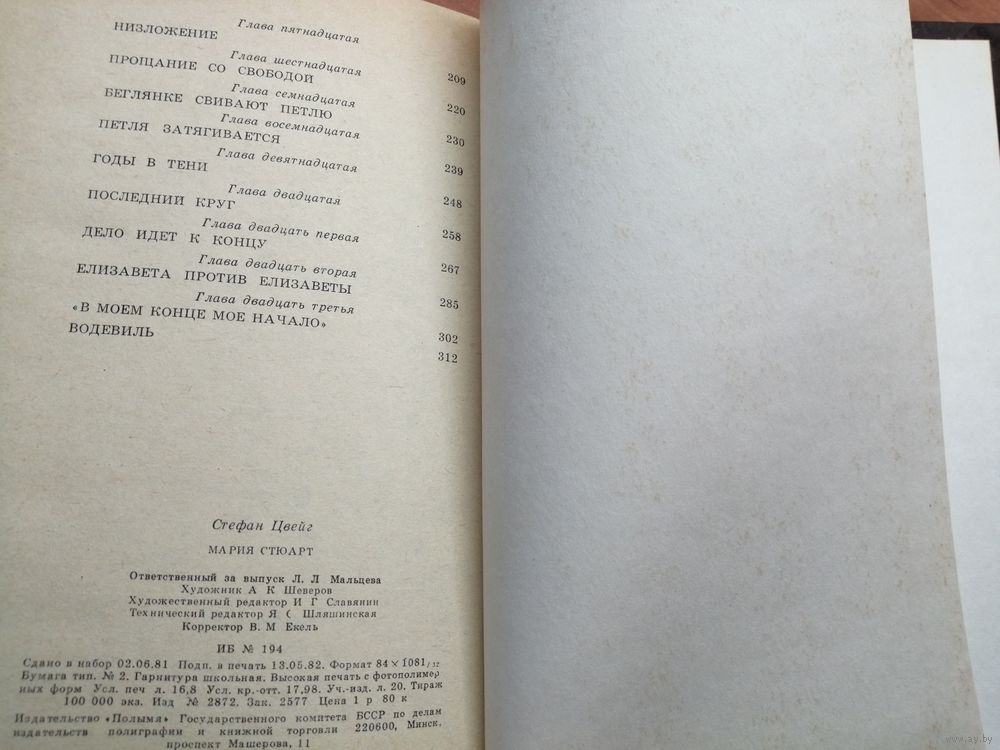 Глава пятнадцатая
НИЗЛОЖЕНИЕ
Глава шестнадцатая
ПРОЩАНИЕ СО СВОБОДОЙ 209
Глава семнадцатая
БЕГЛЯНКЕ СВИВАЮТ ПЕТЛЮ 220
Глава восемнадцатая
ПЕТЛЯ ЗАТЯГИВАЕТСЯ 230
Глава девятнадцатая
ГОДЫ В ТЕНИ 239
Глава двадцатая
ПОСЛЕДНИЙ КРУГ 248
Глава двадцать первая
ДЕЛО ИДЕТ К КОНЦУ 258
Глава двадцать вторая
ЕЛИЗАВЕТА ПРОТИВ ЕЛИЗАВЕТЫ 267
Глава двадцать третья
«В МОЕМ КОНЦЕ МОЕ НАЧАЛО» 285
ВОДЕВИЛЬ 302
312
Стефан Цвейг
МАРИЯ СТЮАРТ
Ответственный за выпуск Л. Л Мальцева
Художник А К Шеверов
Художественный редактор И Г Славянин
Технический редактор Я С Шляшинская
Корректор В. М Екель
ИБ № 194
Сдано в набор 02.06.81 Подп. в печать 13.05.82. Формат 84×1081/32
Бумага тип. № 2. Гарнитура школьная. Высокая печать с фотополимер
ных форм Усл. печ л. 16,8 Усл. кр.-отт. 17,98. Уч.-изд. л. 20. Тираж
100 000 экз. Изд № 2872. Зак. 2577 Цена 1 р 80 к
Издательство «Полымя» Государственного комитета БССР по делам
издательств полиграфии и книжной торговли 220600, Минск,
проспект Машерова, 11
www.ay.by